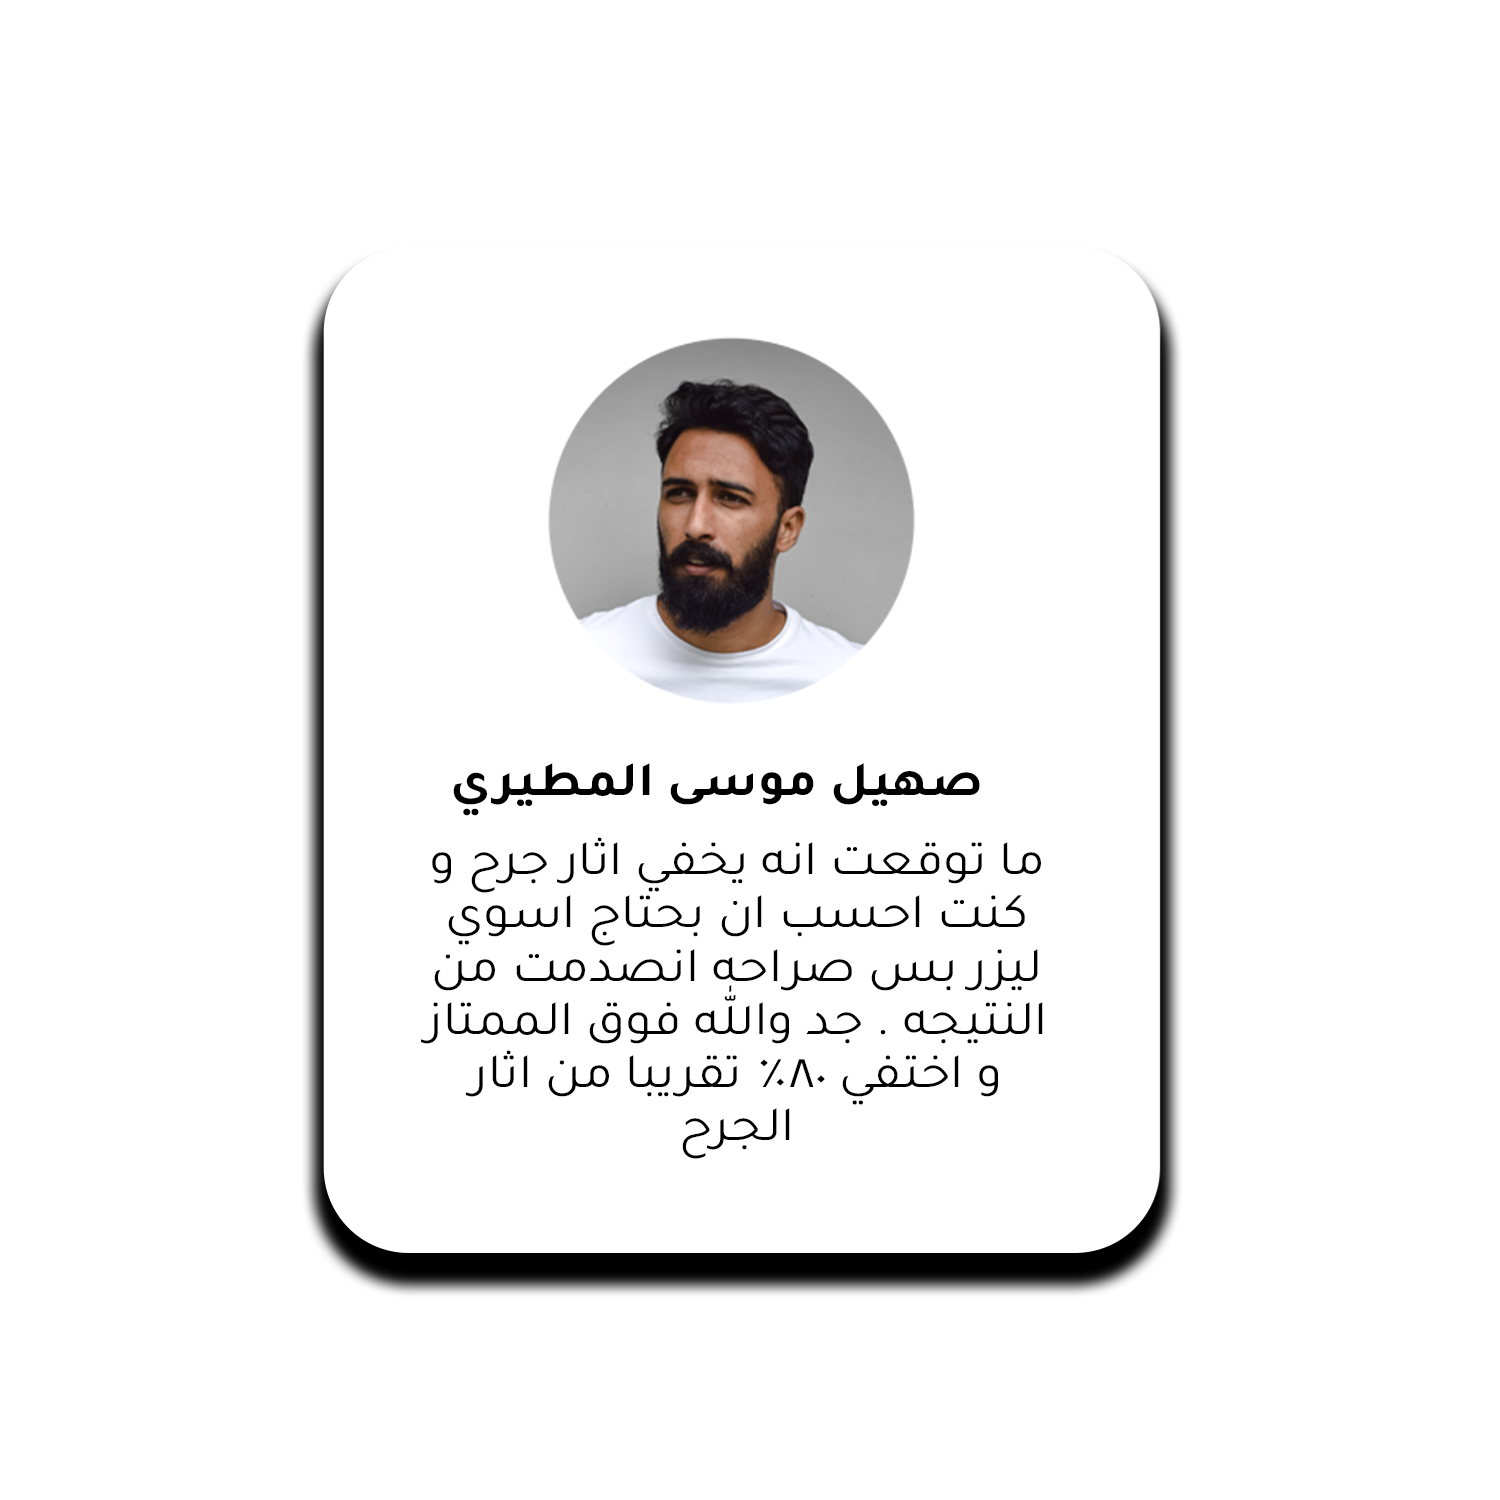 صهيل موسى المطيري
ما توقعت انه يخفي اثار جرح و
كنت احسب ان بحتاج اسوي
ليزر بس صراحه انصدمت من
النتيجه . جد والله فوق الممتاز
و اختفي ٨٠٪ تقريبا من اثار
الجرح